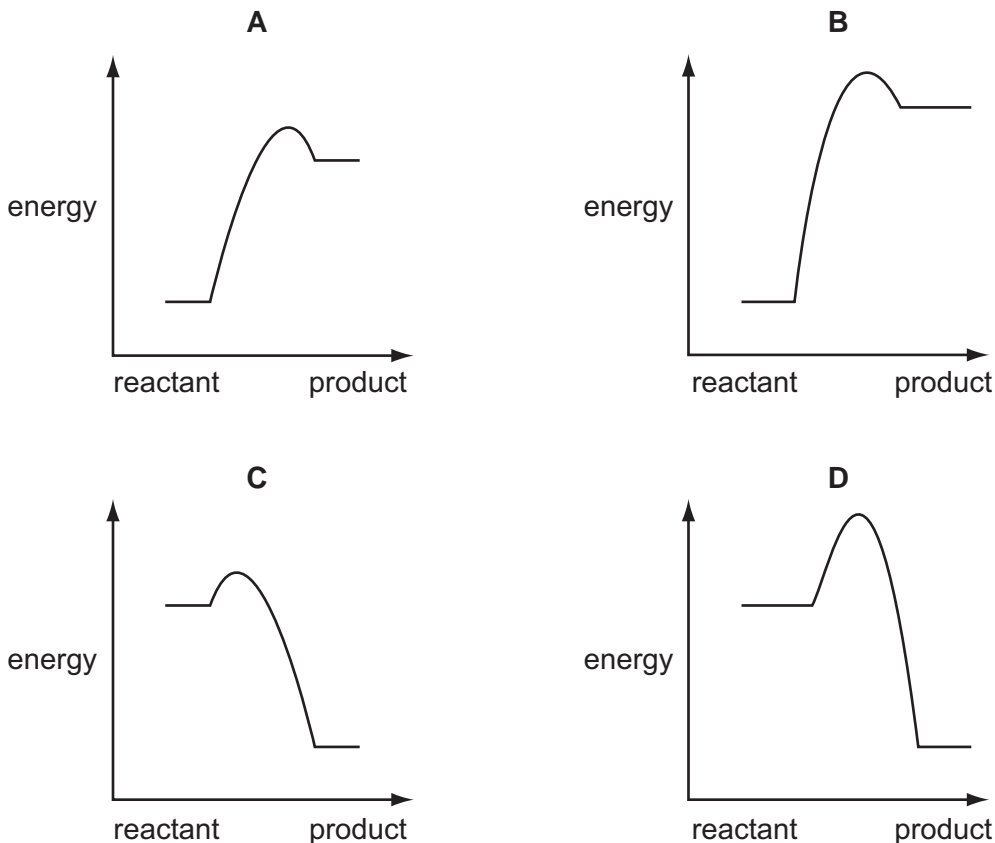 A
B
energy
energy
reactant product
reactant product
C
D
energy
energy
reactant product
reactant product